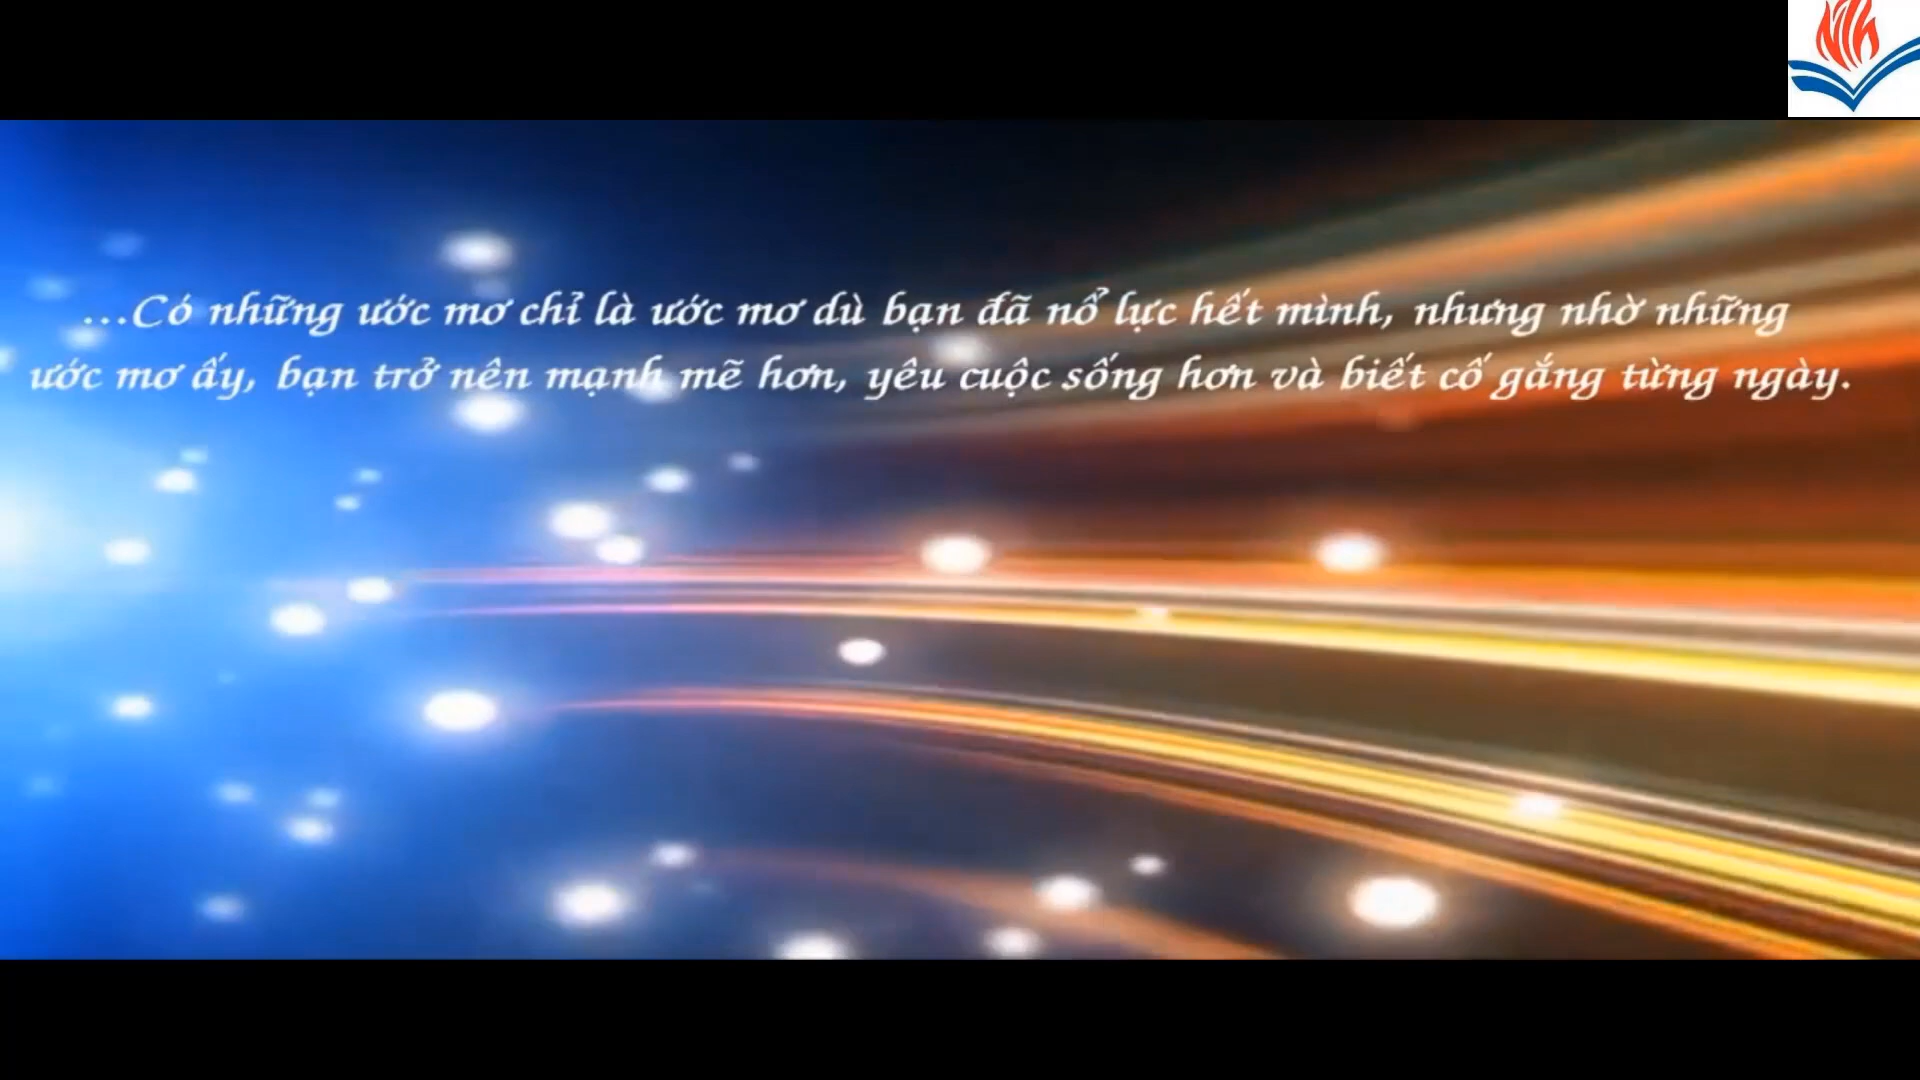 NTH
...Có những ước mơ chỉ là ước mơ dù bạn đã nổ lực hết mình, nhưng nhờ những
ước mơ ấy, bạn trở nên mạnh mẽ hơn, yêu cuộc sống hơn và biết cố gắng từng ngày.